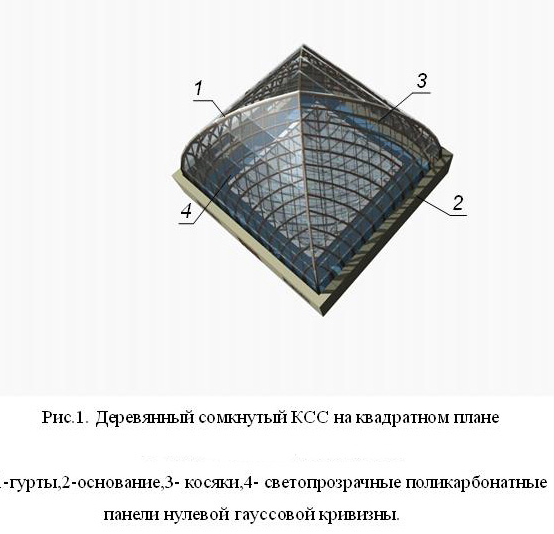 1
3
2
4
Рис.1. Деревянный сомкнутый КСС на квадратном плане
1-гурты,2-основание,3- косяки,4- светопрозрачные поликарбонатные
панели нулевой гауссовой кривизны.